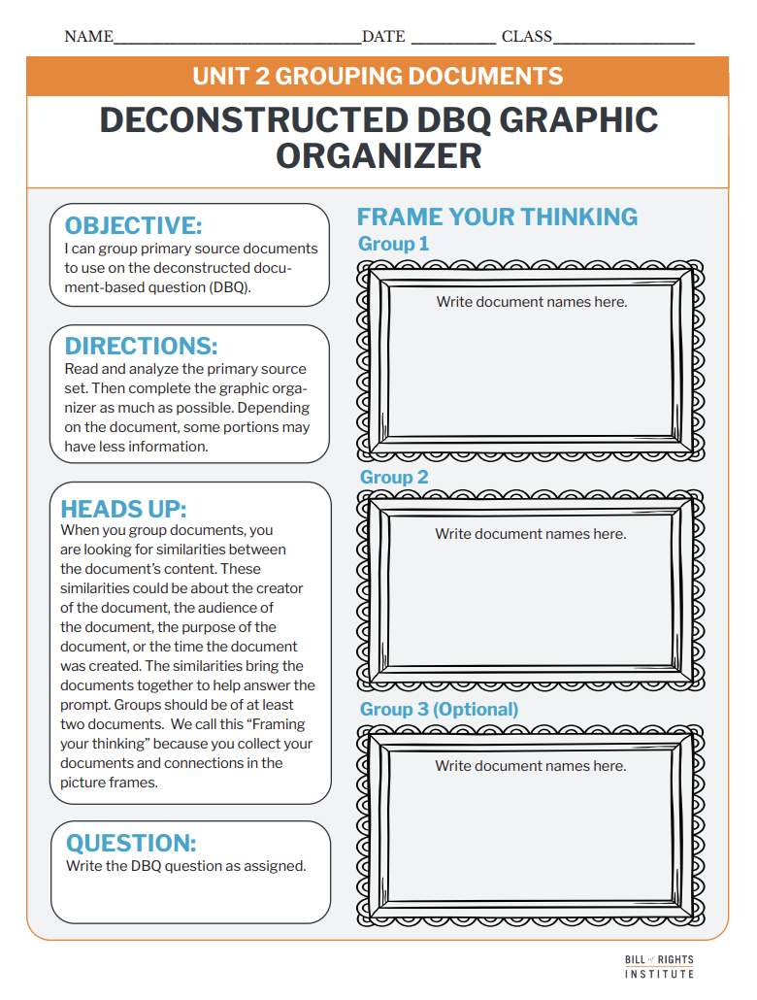 NAME________________________________DATE ___________ CLASS__________________
UNIT 2 GROUPING DOCUMENTS
DECONSTRUCTED DBQ GRAPHIC
ORGANIZER
OBJECTIVE:
I can group primary source documents
to use on the deconstructed docu-
ment-based question (DBQ).
DIRECTIONS:
Read and analyze the primary source
set. Then complete the graphic orga-
nizer as much as possible. Depending
on the document, some portions may
have less information.
HEADS UP:
When you group documents, you
are looking for similarities between
the document’s content. These
similarities could be about the creator
of the document, the audience of
the document, the purpose of the
document, or the time the document
was created. The similarities bring the
documents together to help answer the
prompt. Groups should be of at least
two documents.  We call this “Framing
your thinking” because you collect your
documents and connections in the
picture frames.
QUESTION:
Write the DBQ question as assigned.
FRAME YOUR THINKING
Group 1
Write document names here.
Group 2
Write document names here.
Group 3 (Optional)
Write document names here.
BILL of RIGHTS
INSTITUTE